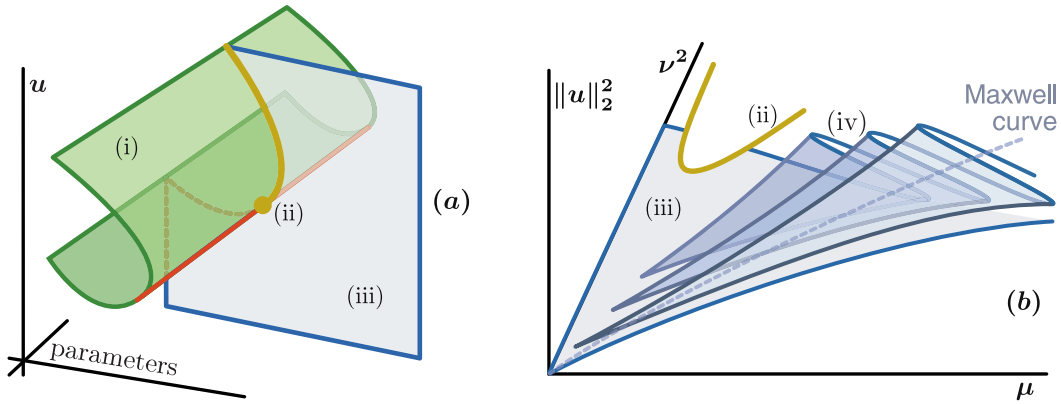 u
(i)
(ii)
(iii)
(a)
parameters
‖u‖₂²
ν²
(ii)
(iv)
Maxwell
curve
(iii)
(b)
μ